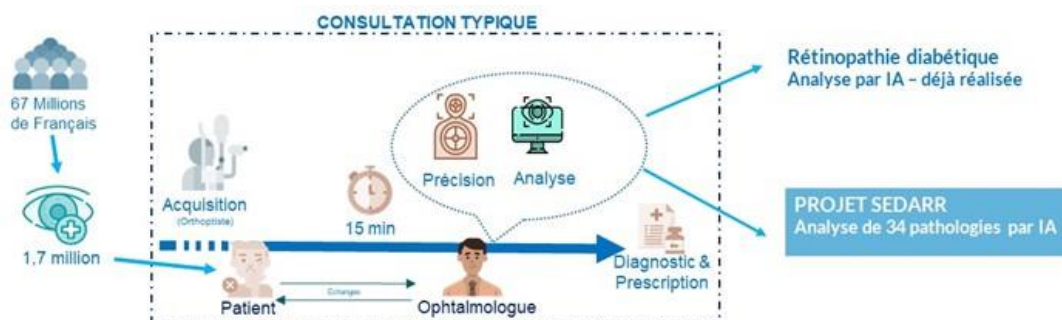 CONSULTATION TYPIQUE
67 Millions
de Français
1,7 million
Acquisition
(Orthoptiste)
15 min
Précision
Analyse
Patient
Echanges
Ophtalmologue
Diagnostic &
Prescription
Rétinopathie diabétique
Analyse par IA – déjà réalisée
PROJET SEDARR
Analyse de 34 pathologies par IA